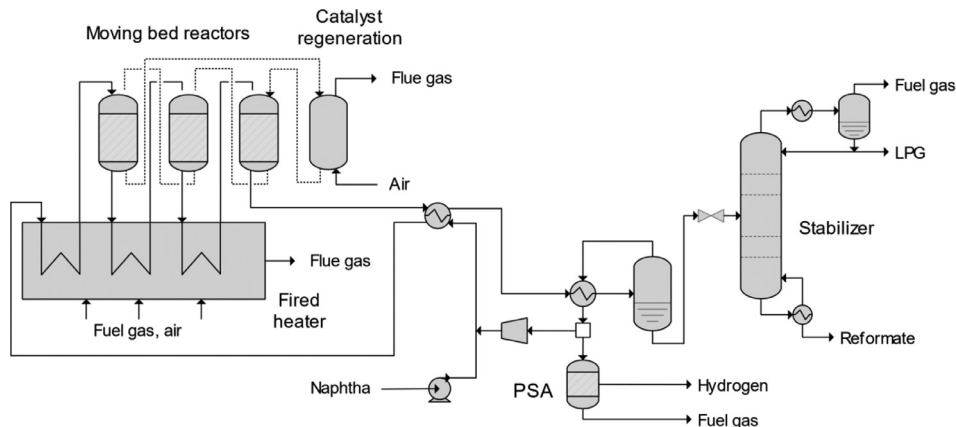 Moving bed reactors
Catalyst
regeneration
Flue gas
Fuel gas
LPG
Air
Stabilizer
Flue gas
Fired
heater
Fuel gas, air
Reformate
Naphtha
PSA
Hydrogen
Fuel gas